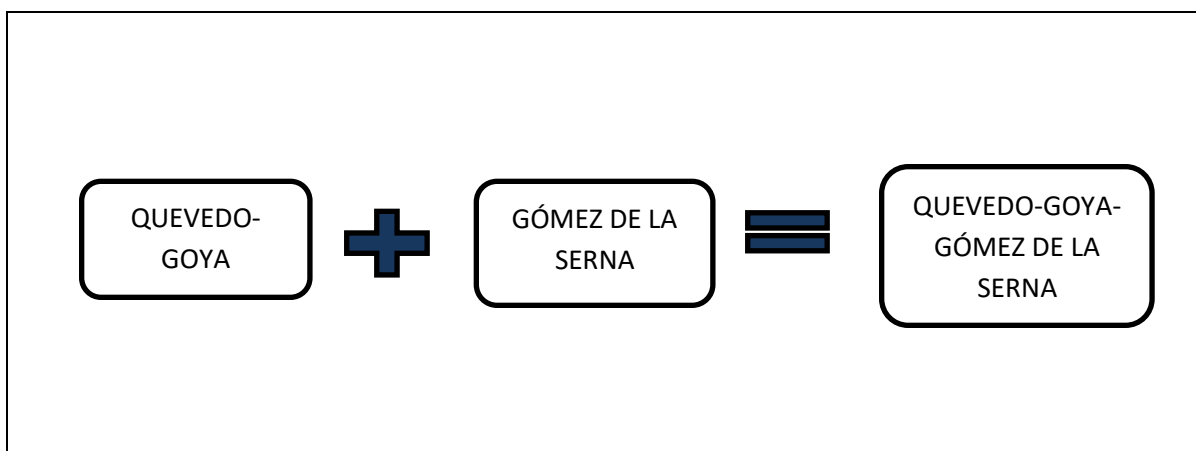 QUEVEDO-
GOYA
GÓMEZ DE LA
SERNA
QUEVEDO-GOYA-
GÓMEZ DE LA
SERNA